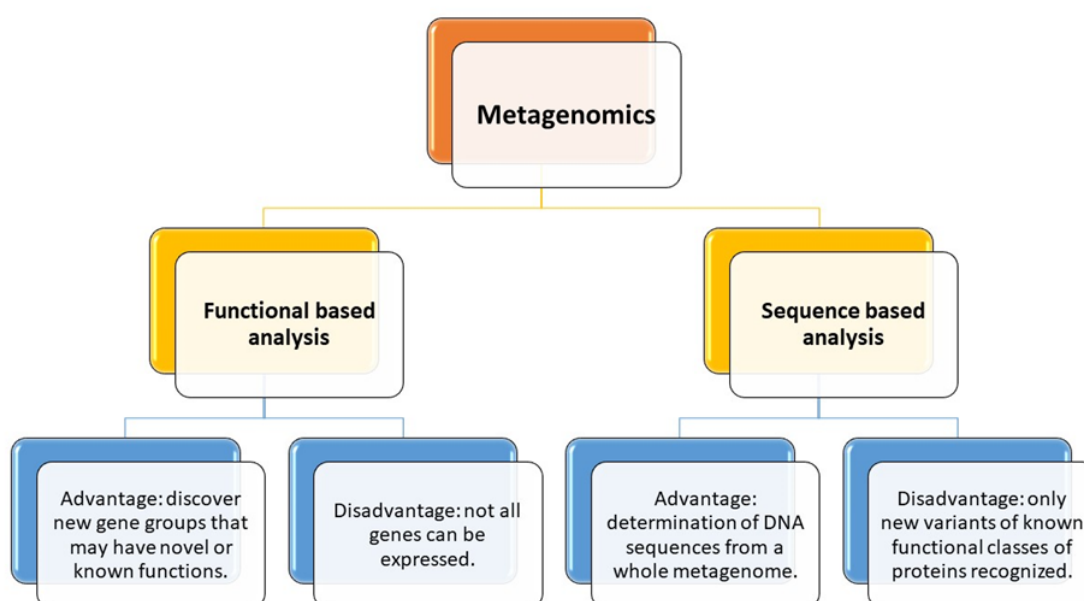 Metagenomics
Functional based
analysis
Sequence based
analysis
Advantage: discover
new gene groups that
may have novel or
known functions.
Disadvantage: not all
genes can be
expressed.
Advantage:
determination of DNA
sequences from a
whole metagenome.
Disadvantage: only
new variants of known
functional classes of
proteins recognized.